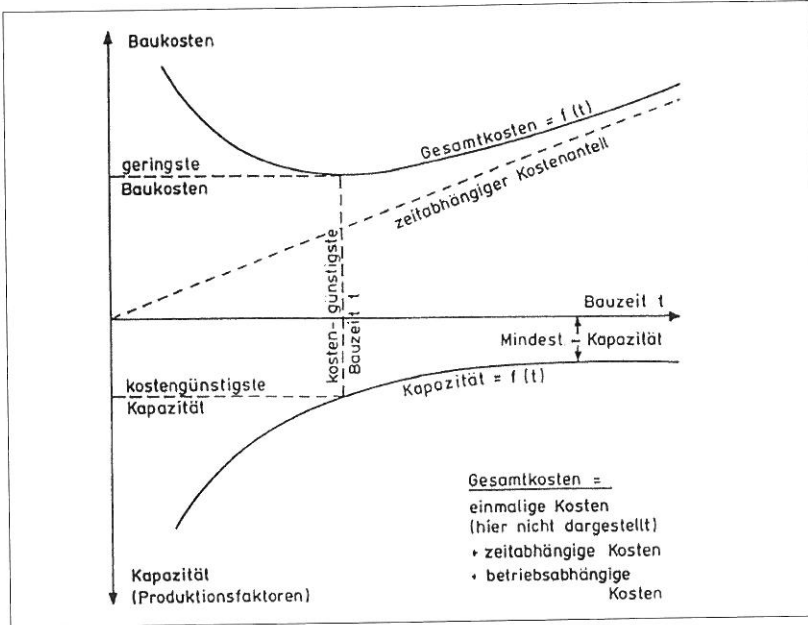 Baukosten
Gesamtkosten = f(t)
zeitabhängiger Kostenanteil
geringste
Baukosten
kosten-günstigste
Bauzeit t
Bauzeit t
Mindest-Kapazität
kostengünstigste
Kapazität
Kapazität = f(t)
Gesamtkosten =
einmalige Kosten
(hier nicht dargestellt)
+ zeitabhängige Kosten
+ betriebsabhängige
Kosten
Kapazität
(Produktionsfaktoren)